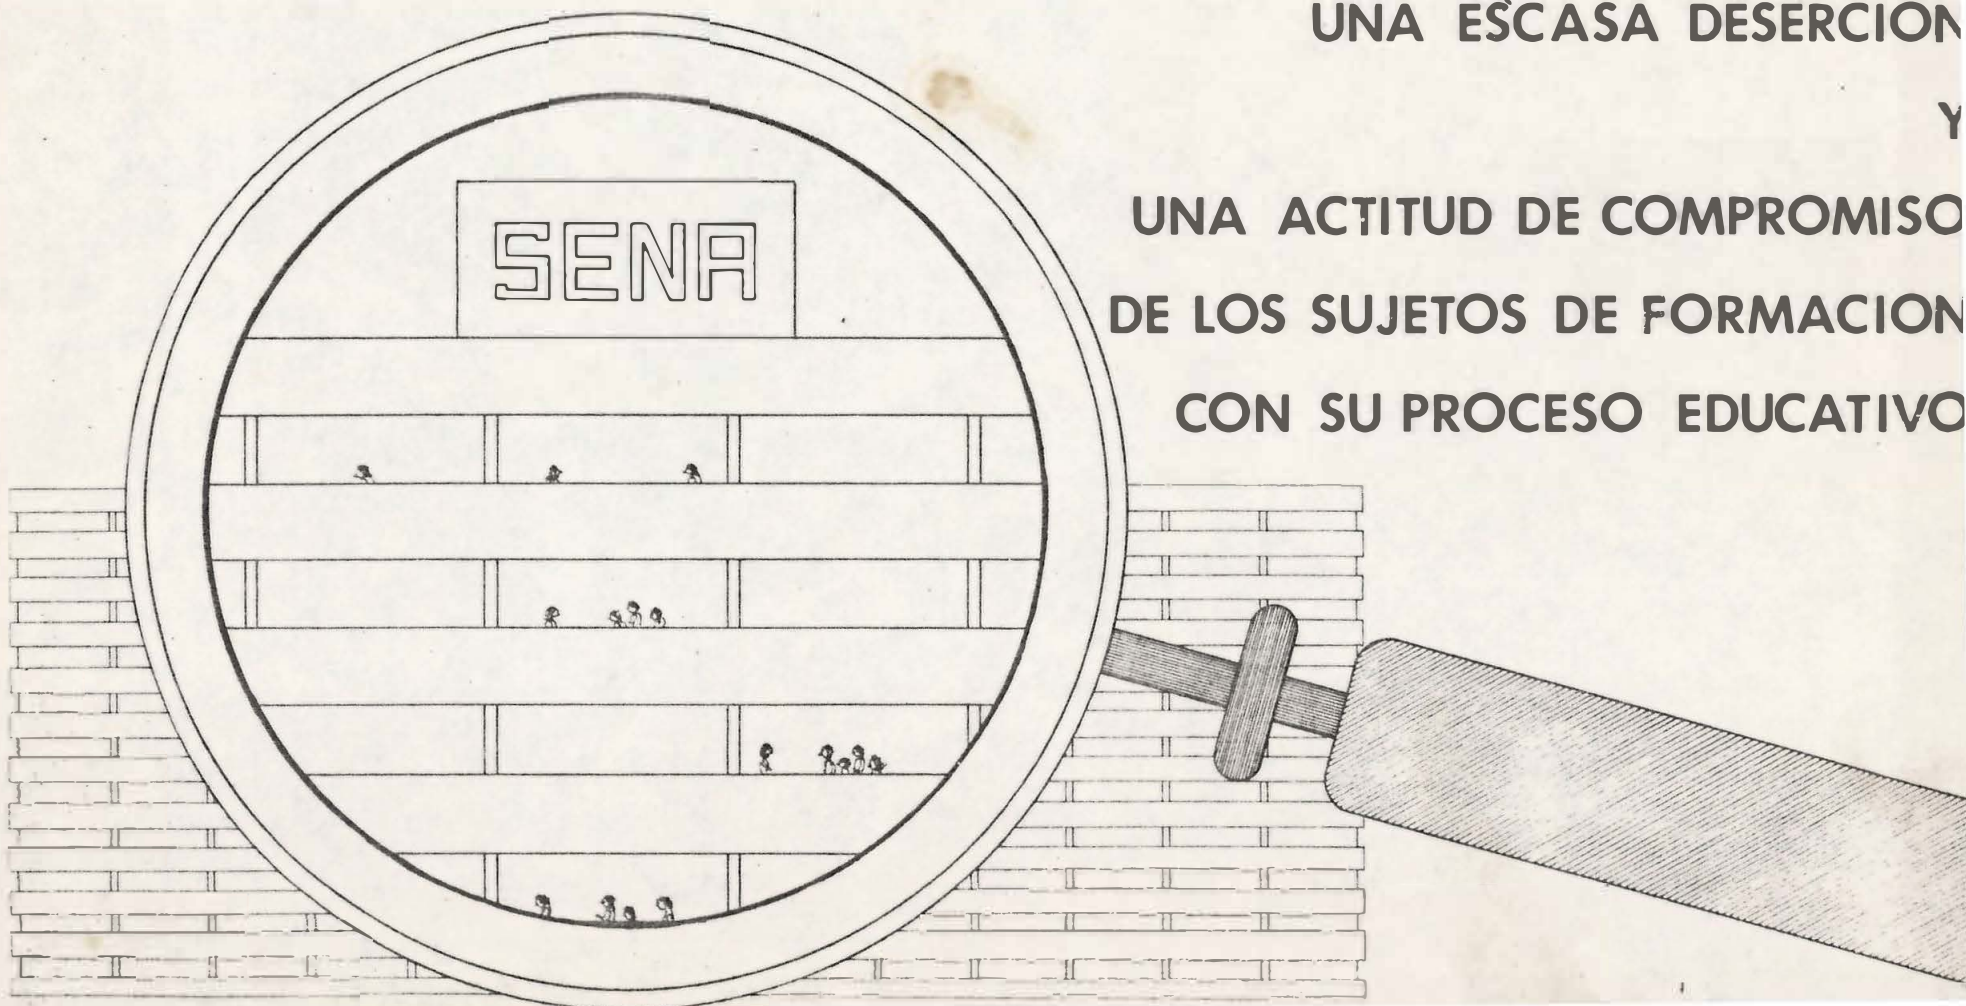 UNA ESCASA DESERCION
Y
UNA ACTITUD DE COMPROMISO
DE LOS SUJETOS DE FORMACION
CON SU PROCESO EDUCATIVO
SENA